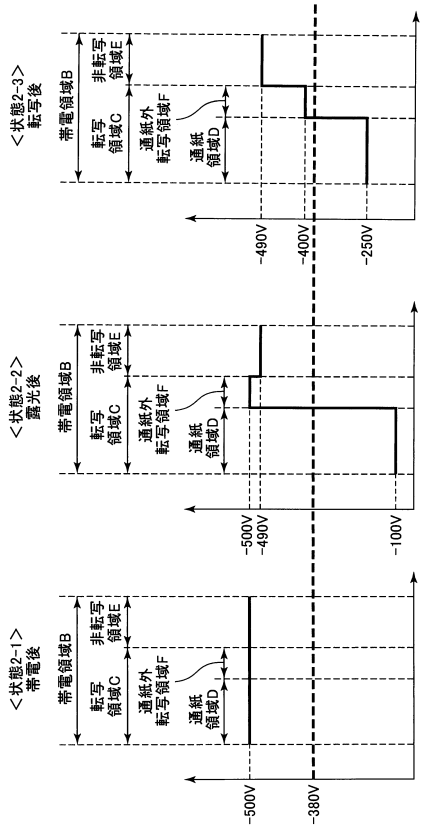 <状態2-1>
帯電後
帯電領域B
転写
領域C
非転写
領域E
通紙外
転写領域F
通紙
領域D
-500V
-380V
<状態2-2>
露光後
帯電領域B
転写
領域C
非転写
領域E
通紙外
転写領域F
通紙
領域D
-500V
-490V
-100V
<状態2-3>
転写後
帯電領域B
転写
領域C
非転写
領域E
通紙外
転写領域F
通紙
領域D
-490V
-400V
-250V